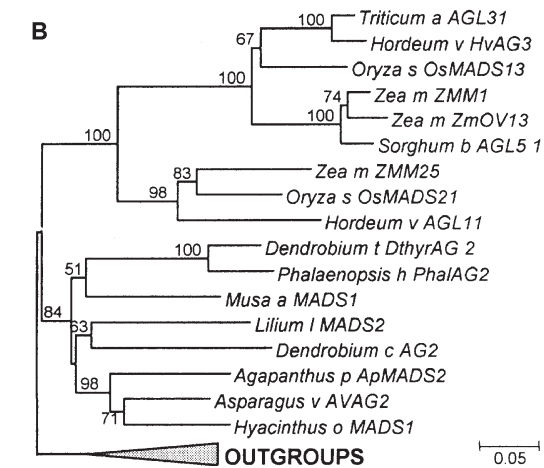 B
Triticum a AGL31
100
Hordeum v HvAG3
67
Oryza s OsMADS13
100
Zea m ZMM1
74
Zea m ZmOV13
100
Sorghum b AGL5 1
100
Zea m ZMM25
83
Oryza s OsMADS21
98
Hordeum v AGL11
Dendrobium t DthyrAG 2
100
Phalaenopsis h PhalAG2
51
Musa a MADS1
84
Lilium l MADS2
63
Dendrobium c AG2
Agapanthus p ApMADS2
98
Asparagus v AVAG2
71
Hyacinthus o MADS1
OUTGROUPS
0.05